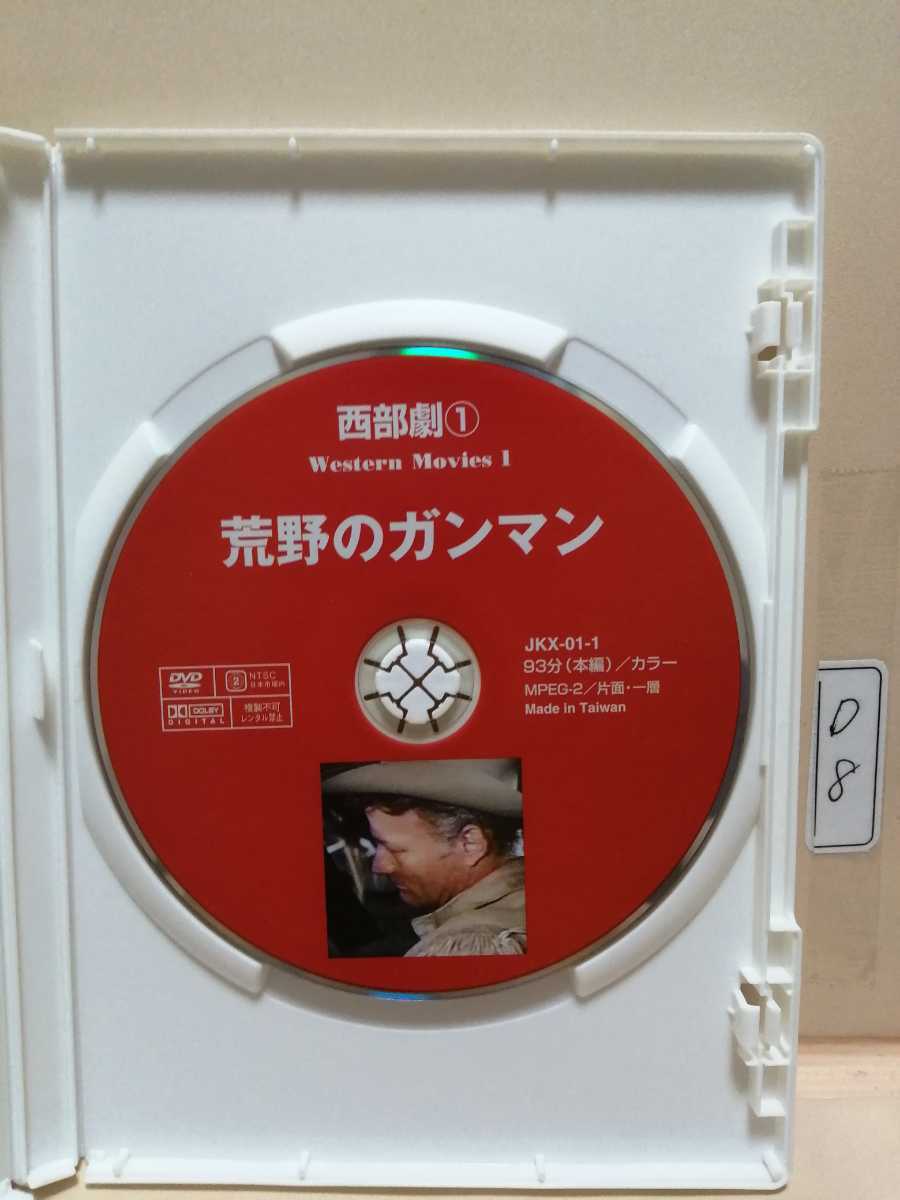 西部劇①
Western Movies 1
荒野のガンマン
JKX-01-1
93分（本編）／カラー
MPEG-2／片面・一層
Made in Taiwan
DVD
VIDEO
2
NTSC
日本市場向
DOLBY
DIGITAL
複製不可
レンタル禁止
D
8